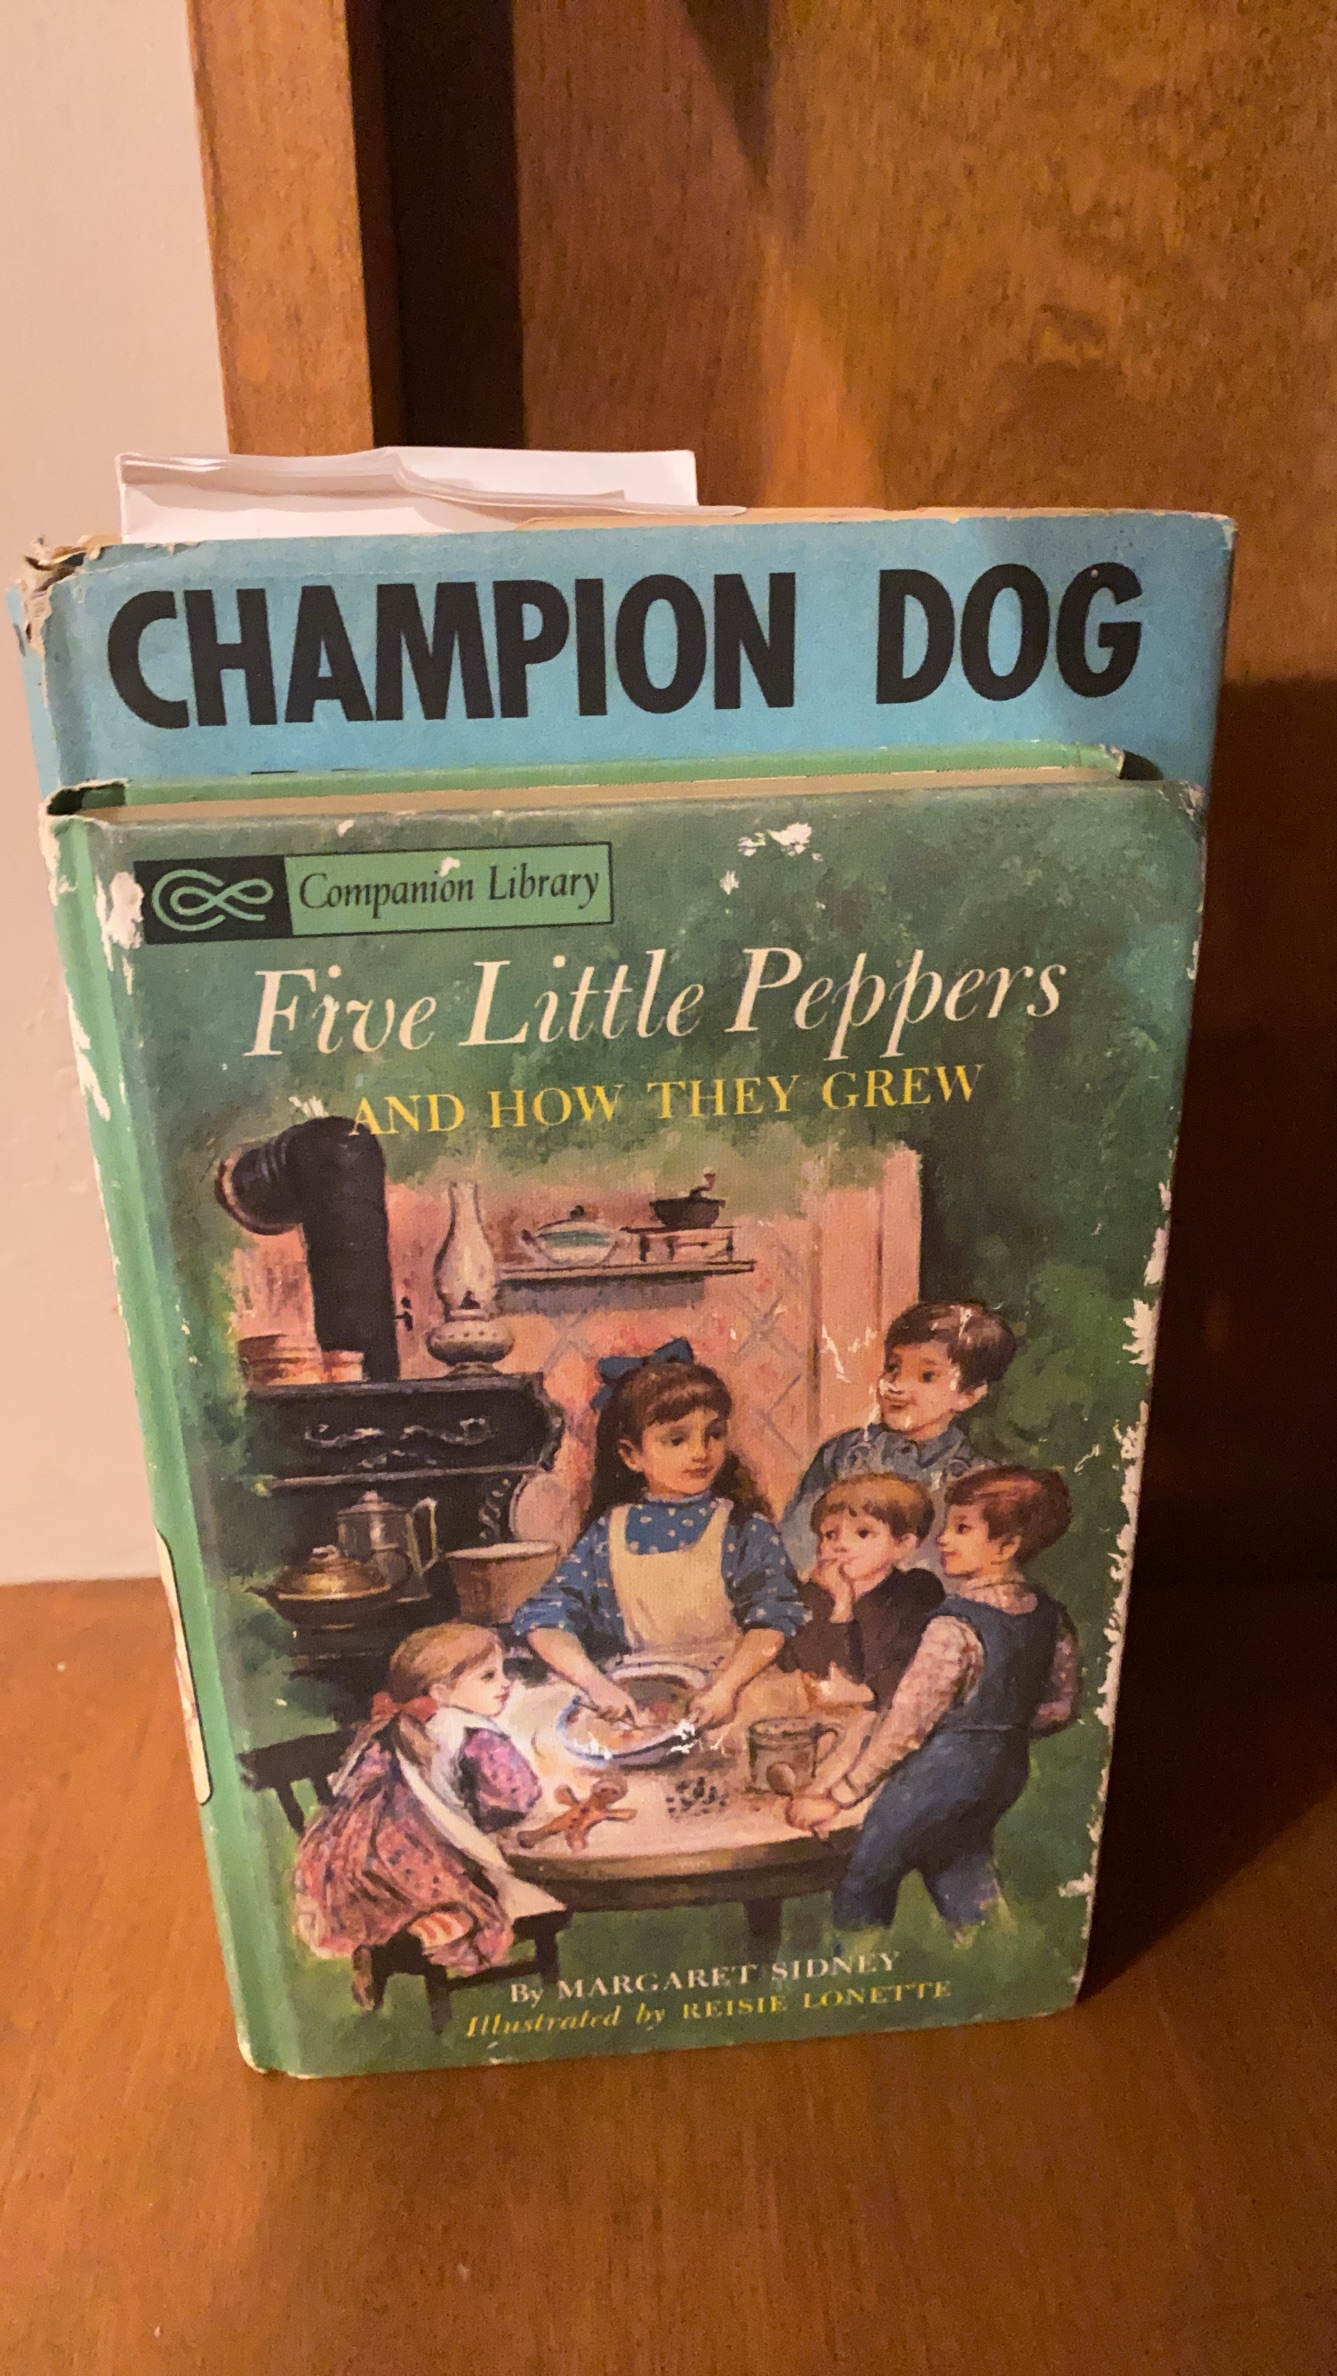 CHAMPION DOG
Companion Library
Five Little Peppers
AND HOW THEY GREW
By MARGARET SIDNEY
Illustrated by REISIE LONETTE